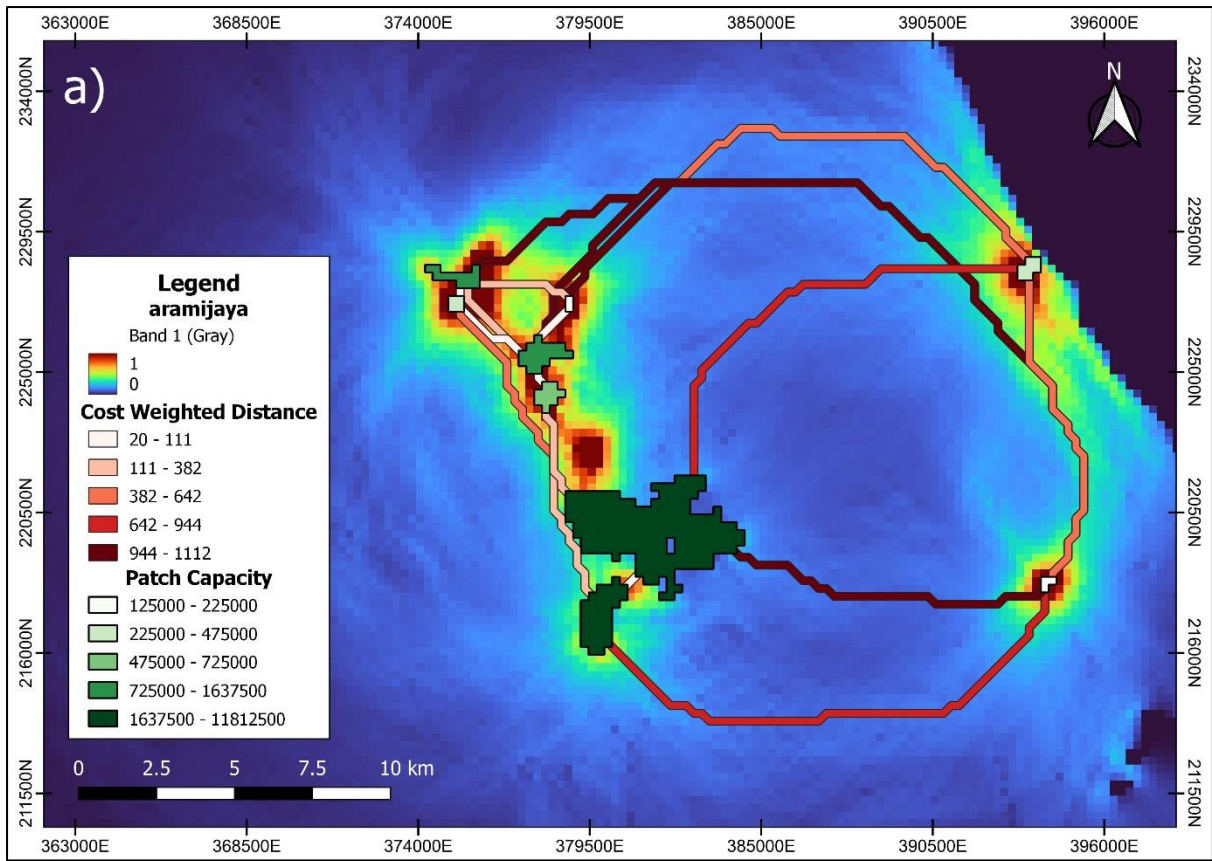 363000E 368500E 374000E 379500E 385000E 390500E 396000E
a)
N
234000N 234000N
229500N 229500N
225000N 225000N
220500N 220500N
216000N 216000N
211500N 211500N
Legend
aramijaya
Band 1 (Gray)
1
0
Cost Weighted Distance
20 - 111
111 - 382
382 - 642
642 - 944
944 - 1112
Patch Capacity
125000 - 225000
225000 - 475000
475000 - 725000
725000 - 1637500
1637500 - 11812500
0 2.5 5 7.5 10 km
363000E 368500E 374000E 379500E 385000E 390500E 396000E